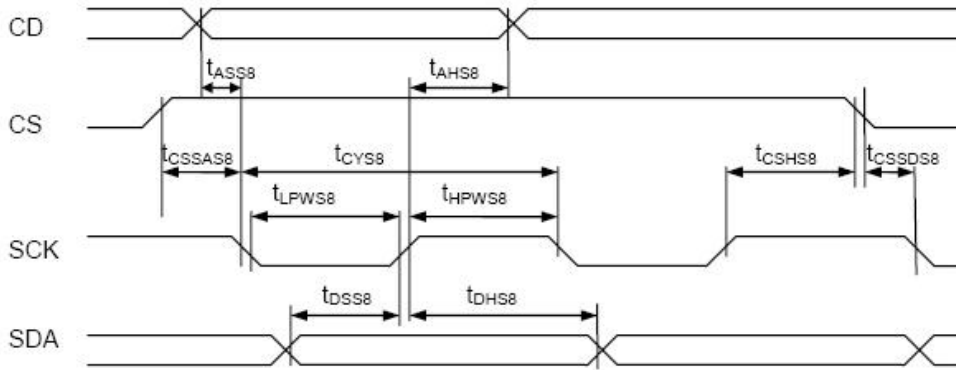 CD
tASS8 tAHS8
CS
tCSSAS8 tCYS8 tCSHS8 tCSSDS8
tLPWS8 tHPWS8
SCK
tDSS8 tDHS8
SDA